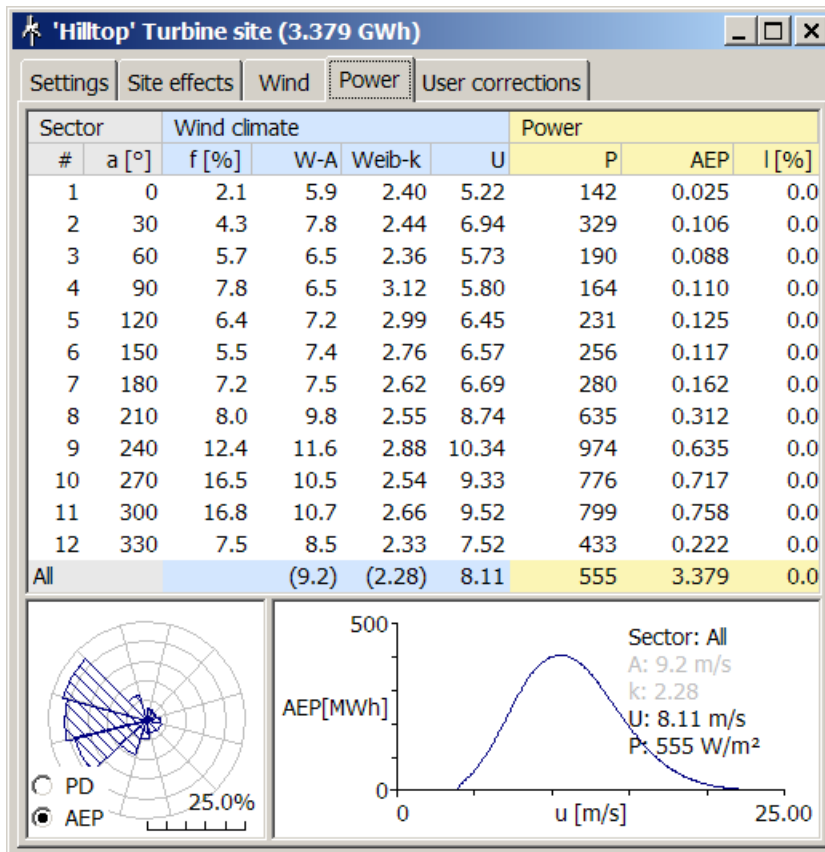 'Hilltop' Turbine site (3.379 GWh)
Settings Site effects Wind Power User corrections
Sector Wind climate Power
# a [°] f [%] W-A Weib-k U P AEP l [%]
1 0 2.1 5.9 2.40 5.22 142 0.025 0.0
2 30 4.3 7.8 2.44 6.94 329 0.106 0.0
3 60 5.7 6.5 2.36 5.73 190 0.088 0.0
4 90 7.8 6.5 3.12 5.80 164 0.110 0.0
5 120 6.4 7.2 2.99 6.45 231 0.125 0.0
6 150 5.5 7.4 2.76 6.57 256 0.117 0.0
7 180 7.2 7.5 2.62 6.69 280 0.162 0.0
8 210 8.0 9.8 2.55 8.74 635 0.312 0.0
9 240 12.4 11.6 2.88 10.34 974 0.635 0.0
10 270 16.5 10.5 2.54 9.33 776 0.717 0.0
11 300 16.8 10.7 2.66 9.52 799 0.758 0.0
12 330 7.5 8.5 2.33 7.52 433 0.222 0.0
All (9.2) (2.28) 8.11 555 3.379 0.0
PD
AEP
25.0%
500
AEP[MWh]
0
0 u [m/s] 25.00
Sector: All
A: 9.2 m/s
k: 2.28
U: 8.11 m/s
P: 555 W/m²